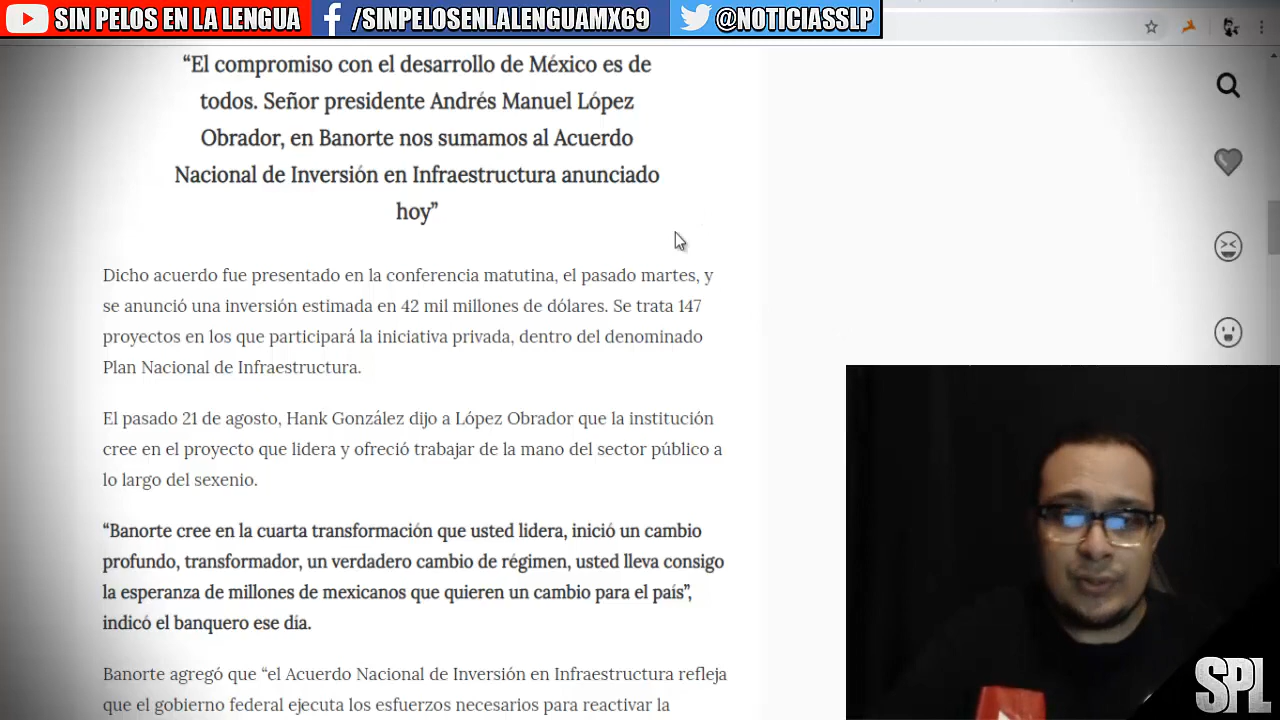 SIN PELOS EN LA LENGUA
/SINPELOSENLALENGUAMX69
@NOTICIASSLP
“El compromiso con el desarrollo de México es de
todos. Señor presidente Andrés Manuel López
Obrador, en Banorte nos sumamos al Acuerdo
Nacional de Inversión en Infraestructura anunciado
hoy”
Dicho acuerdo fue presentado en la conferencia matutina, el pasado martes, y
se anunció una inversión estimada en 42 mil millones de dólares. Se trata 147
proyectos en los que participará la iniciativa privada, dentro del denominado
Plan Nacional de Infraestructura.
El pasado 21 de agosto, Hank González dijo a López Obrador que la institución
cree en el proyecto que lidera y ofreció trabajar de la mano del sector público a
lo largo del sexenio.
“Banorte cree en la cuarta transformación que usted lidera, inició un cambio
profundo, transformador, un verdadero cambio de régimen, usted lleva consigo
la esperanza de millones de mexicanos que quieren un cambio para el país”,
indicó el banquero ese día.
Banorte agregó que “el Acuerdo Nacional de Inversión en Infraestructura refleja
que el gobierno federal ejecuta los esfuerzos necesarios para reactivar la
SPL